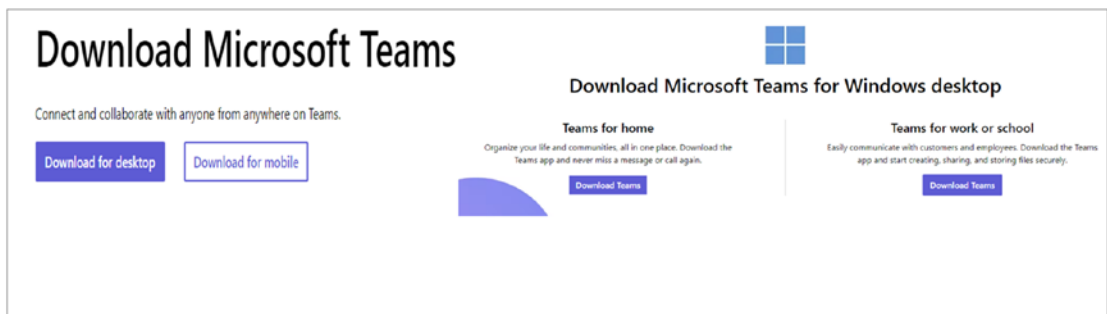 Download Microsoft Teams
Connect and collaborate with anyone from anywhere on Teams.
Download for desktop
Download for mobile
Download Microsoft Teams for Windows desktop
Teams for home
Organize your life and communities, all in one place. Download the
Teams app and never miss a message or call again.
Download Teams
Teams for work or school
Easily communicate with customers and employees. Download the Teams
app and start creating, sharing, and storing files securely.
Download Teams